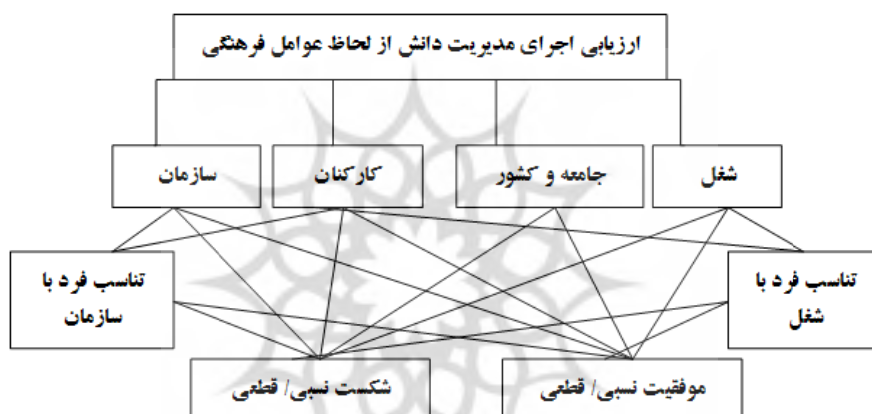 ارزیابی اجرای مدیریت دانش از لحاظ عوامل فرهنگی
شغل
جامعه و کشور
کارکنان
سازمان
تناسب فرد با
شغل
تناسب فرد با
سازمان
موفقیت نسبی/ قطعی
شکست نسبی/ قطعی